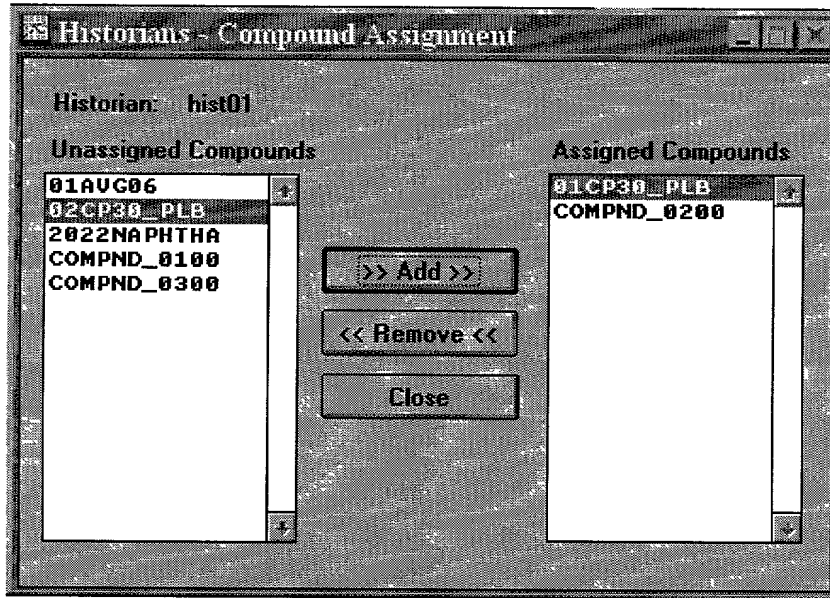 Historians - Compound Assignment
Historian: hist01
Unassigned Compounds
01AVG06
02CP30_PLB
2022NAPHTHA
COMPND_0100
COMPND_0300
>> Add >>
<< Remove <<
Close
Assigned Compounds
01CP30_PLB
COMPND_0200